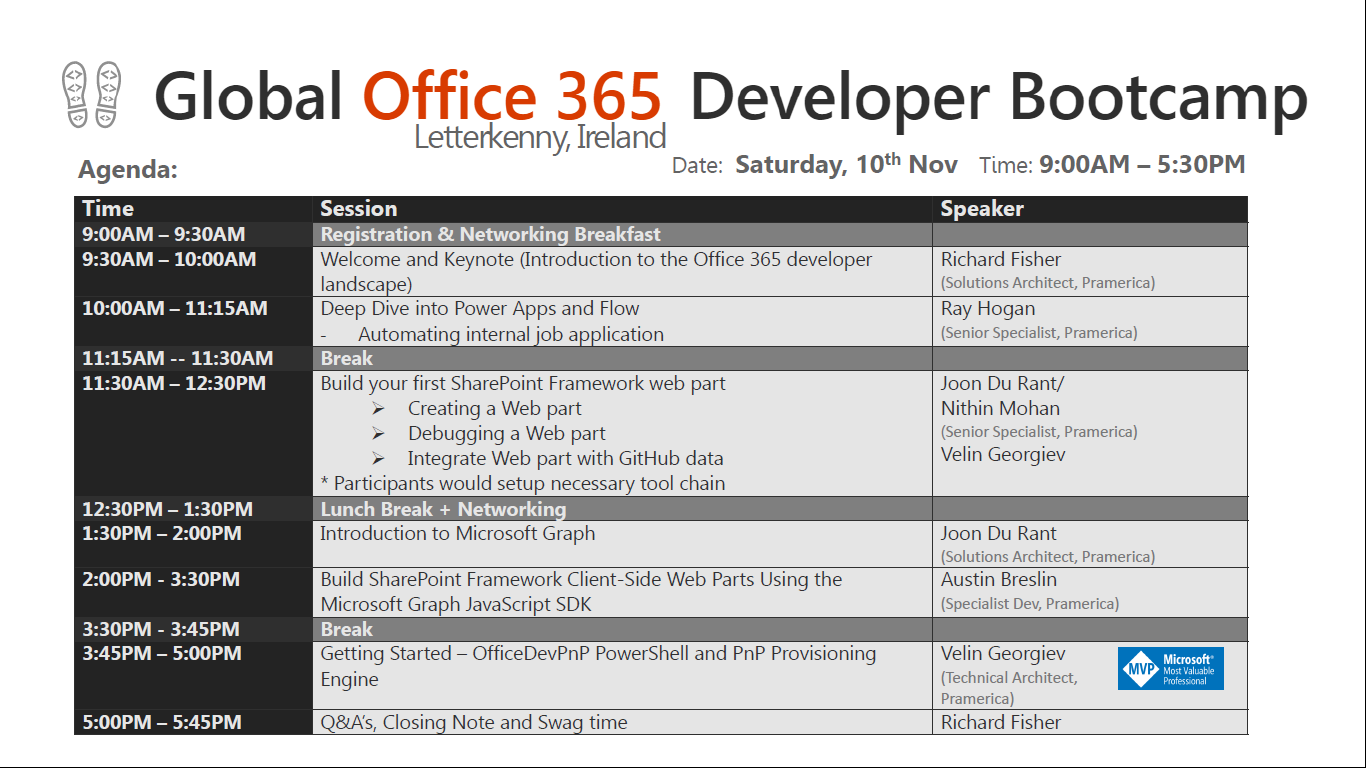 Global Office 365 Developer Bootcamp
Letterkenny, Ireland
Agenda:
Date: Saturday, 10th Nov Time: 9:00AM – 5:30PM
Time Session Speaker
9:00AM – 9:30AM Registration & Networking Breakfast
9:30AM – 10:00AM Welcome and Keynote (Introduction to the Office 365 developer Richard Fisher
landscape) (Solutions Architect, Pramerica)
10:00AM – 11:15AM Deep Dive into Power Apps and Flow Ray Hogan
- Automating internal job application (Senior Specialist, Pramerica)
11:15AM -- 11:30AM Break
11:30AM – 12:30PM Build your first SharePoint Framework web part Joon Du Rant/
➢ Creating a Web part Nithin Mohan
➢ Debugging a Web part (Senior Specialist, Pramerica)
➢ Integrate Web part with GitHub data Velin Georgiev
* Participants would setup necessary tool chain
12:30PM – 1:30PM Lunch Break + Networking
1:30PM – 2:00PM Introduction to Microsoft Graph Joon Du Rant
(Solutions Architect, Pramerica)
2:00PM - 3:30PM Build SharePoint Framework Client-Side Web Parts Using the Austin Breslin
Microsoft Graph JavaScript SDK (Specialist Dev, Pramerica)
3:30PM - 3:45PM Break
3:45PM – 5:00PM Getting Started – OfficeDevPnP PowerShell and PnP Provisioning Velin Georgiev
Engine (Technical Architect,
Pramerica)
MVP Microsoft®
Most Valuable
Professional
5:00PM – 5:45PM Q&A's, Closing Note and Swag time Richard Fisher